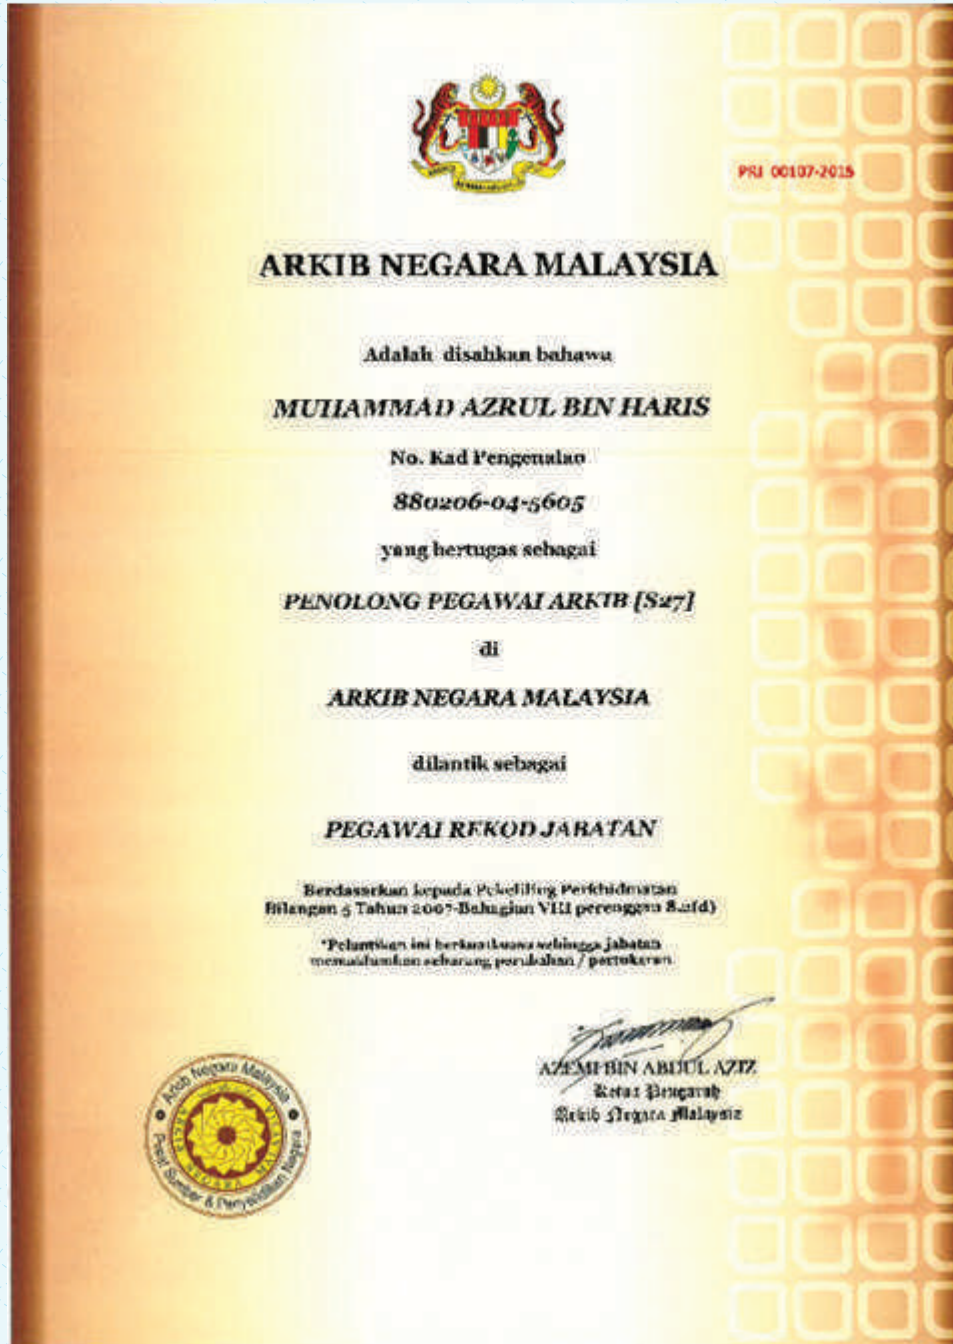 PRJ 00107-2015
ARKIB NEGARA MALAYSIA
Adalah disahkan bahawa
MUHAMMAD AZRUL BIN HARIS
No. Kad Pengenalan
880206-04-5605
yang bertugas sebagai
PENOLONG PEGAWAI ARKIB [S27]
di
ARKIB NEGARA MALAYSIA
dilantik sebagai
PEGAWAI REKOD JABATAN
Berdasarkan kepada Pekeliling Perkhidmatan
Bilangan 5 Tahun 2007-Bahagian VIII perenggan 8.2(d)
*Pelantikan ini berkuatkuasa sehingga jabatan
memaklumkan sebarang perubahan / pertukaran.
AZEMI BIN ABDUL AZIZ
Ketua Pengarah
Arkib Negara Malaysia
Arkib Negara Malaysia
Pusat Sumber & Penyelidikan Negara